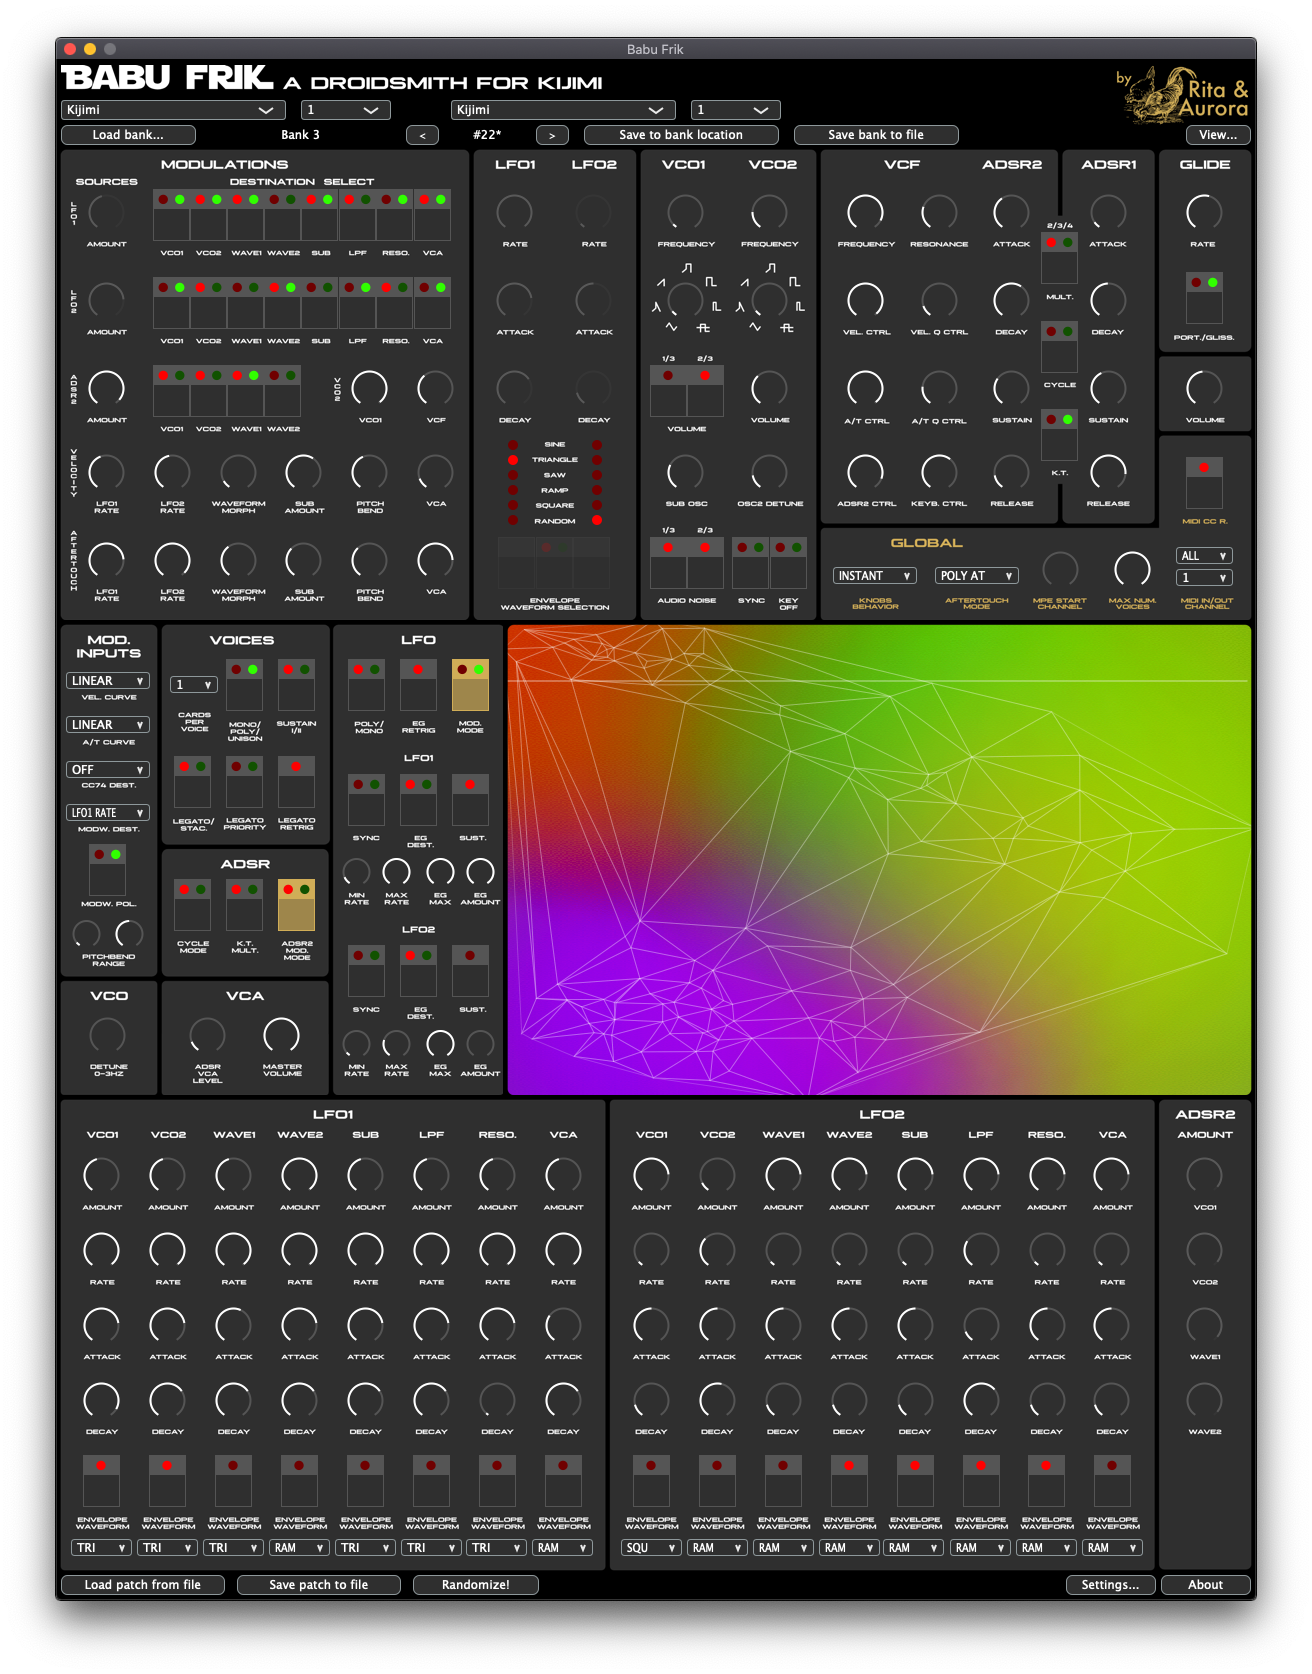 Babu Frik
BABU FRIK A DROIDSMITH FOR KIJIMI
by Rita & Aurora
Kijimi 1 Kijimi 1
Load bank... Bank 3 < #22* > Save to bank location Save bank to file View...
MODULATIONS
SOURCES DESTINATION SELECT
LFO1
AMOUNT VCO1 VCO2 WAVE1 WAVE2 SUB LPF RESO. VCA
LFO2
AMOUNT VCO1 VCO2 WAVE1 WAVE2 SUB LPF RESO. VCA
ADSR2 VCO2
AMOUNT VCO1 VCO2 WAVE1 WAVE2 VCO1 VCF
VELOCITY
LFO1 RATE LFO2 RATE WAVEFORM MORPH SUB AMOUNT PITCH BEND VCA
AFTERTOUCH
LFO1 RATE LFO2 RATE WAVEFORM MORPH SUB AMOUNT PITCH BEND VCA
LFO1 LFO2
RATE RATE
ATTACK ATTACK
DECAY DECAY
SINE
TRIANGLE
SAW
RAMP
SQUARE
RANDOM
ENVELOPE
WAVEFORM SELECTION
VCO1 VCO2
FREQUENCY FREQUENCY
1/3 2/3
VOLUME VOLUME
SUB OSC OSC2 DETUNE
1/3 2/3
AUDIO NOISE SYNC KEY OFF
VCF ADSR2 ADSR1
FREQUENCY RESONANCE ATTACK 2/3/4 ATTACK
MULT.
VEL. CTRL VEL. Q CTRL DECAY DECAY
CYCLE
A/T CTRL A/T Q CTRL SUSTAIN SUSTAIN
K.T.
ADSR2 CTRL KEYB. CTRL RELEASE RELEASE
GLIDE
RATE
PORT./GLISS.
VOLUME
MIDI CC R.
GLOBAL
INSTANT POLY AT ALL
1
KNOBS BEHAVIOR AFTERTOUCH MODE MPE START CHANNEL MAX NUM. VOICES MIDI IN/OUT CHANNEL
MOD. INPUTS
LINEAR
VEL. CURVE
LINEAR
A/T CURVE
OFF
CC74 DEST.
LFO1 RATE
MODW. DEST.
MODW. POL.
PITCHBEND
RANGE
VOICES
1
CARDS PER VOICE MONO/ POLY/ UNISON SUSTAIN I/II
LEGATO/ STAC. LEGATO PRIORITY LEGATO RETRIG
ADSR
CYCLE MODE K.T. MULT. ADSR2 MOD. MODE
VCO
DETUNE
0-3HZ
VCA
ADSR VCA LEVEL MASTER VOLUME
LFO
POLY/ MONO EG RETRIG MOD. MODE
LFO1
SYNC EG DEST. SUST.
MIN RATE MAX RATE EG MAX EG AMOUNT
LFO2
SYNC EG DEST. SUST.
MIN RATE MAX RATE EG MAX EG AMOUNT
LFO1
VCO1 VCO2 WAVE1 WAVE2 SUB LPF RESO. VCA
AMOUNT AMOUNT AMOUNT AMOUNT AMOUNT AMOUNT AMOUNT AMOUNT
RATE RATE RATE RATE RATE RATE RATE RATE
ATTACK ATTACK ATTACK ATTACK ATTACK ATTACK ATTACK ATTACK
DECAY DECAY DECAY DECAY DECAY DECAY DECAY DECAY
ENVELOPE ENVELOPE ENVELOPE ENVELOPE ENVELOPE ENVELOPE ENVELOPE ENVELOPE
WAVEFORM WAVEFORM WAVEFORM WAVEFORM WAVEFORM WAVEFORM WAVEFORM WAVEFORM
TRI TRI TRI RAM TRI TRI TRI RAM
LFO2
VCO1 VCO2 WAVE1 WAVE2 SUB LPF RESO. VCA
AMOUNT AMOUNT AMOUNT AMOUNT AMOUNT AMOUNT AMOUNT AMOUNT
RATE RATE RATE RATE RATE RATE RATE RATE
ATTACK ATTACK ATTACK ATTACK ATTACK ATTACK ATTACK ATTACK
DECAY DECAY DECAY DECAY DECAY DECAY DECAY DECAY
ENVELOPE ENVELOPE ENVELOPE ENVELOPE ENVELOPE ENVELOPE ENVELOPE ENVELOPE
WAVEFORM WAVEFORM WAVEFORM WAVEFORM WAVEFORM WAVEFORM WAVEFORM WAVEFORM
SQU RAM RAM RAM RAM RAM RAM RAM
ADSR2
AMOUNT
VCO1
VCO2
WAVE1
WAVE2
Load patch from file Save patch to file Randomize! Settings... About